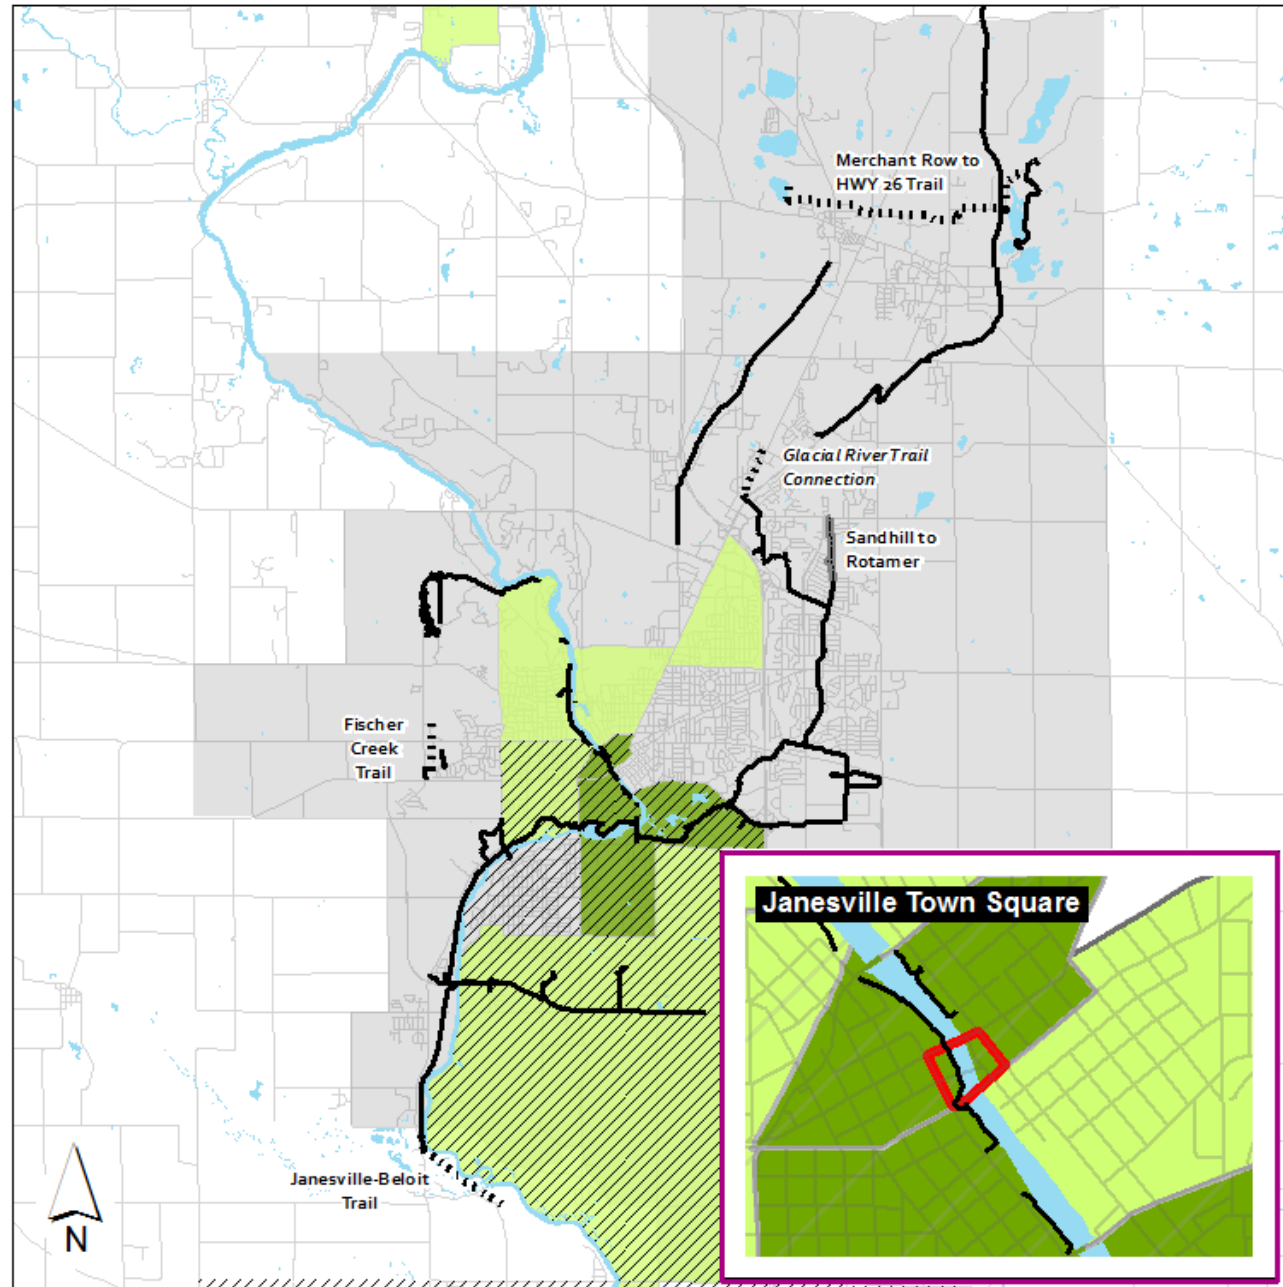 Merchant Row to
HWY 26 Trail
Glacial River Trail
Connection
Sandhill to
Rotamer
Fischer
Creek
Trail
Janesville Town Square
Janesville-Beloit
Trail
N